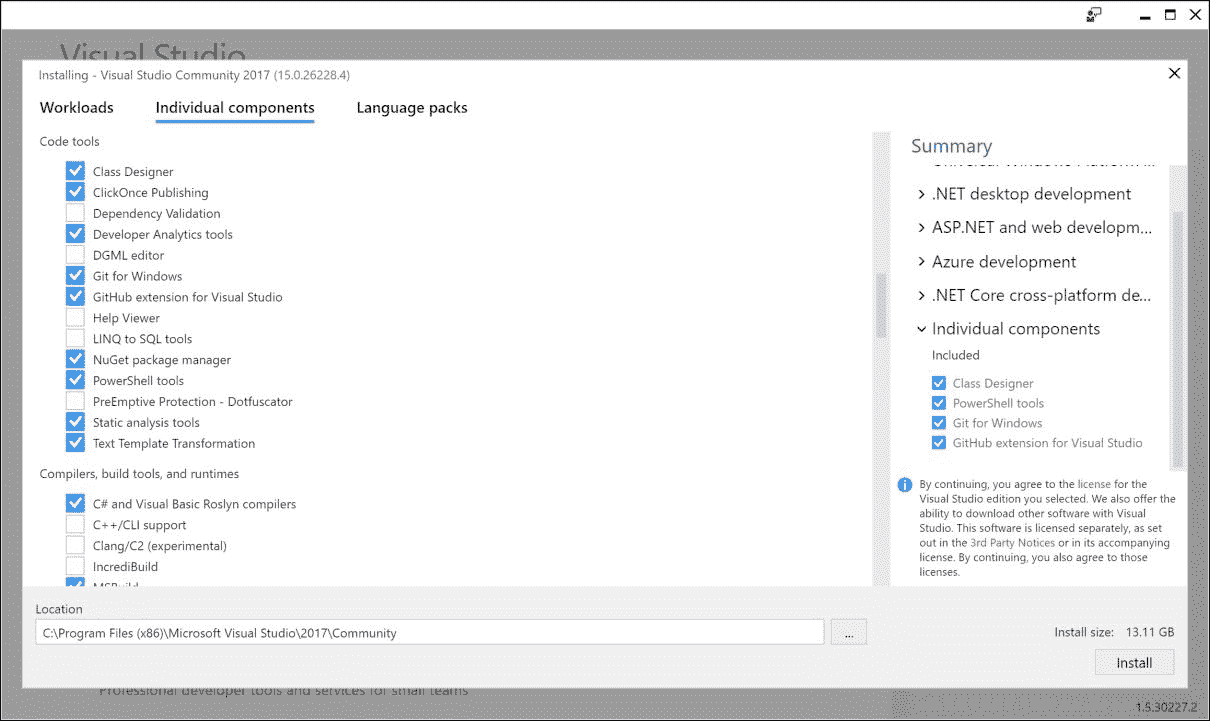 Visual Studio
Installing - Visual Studio Community 2017 (15.0.26228.4)
Workloads
Individual components
Language packs
Code tools
Class Designer
ClickOnce Publishing
Dependency Validation
Developer Analytics tools
DGML editor
Git for Windows
GitHub extension for Visual Studio
Help Viewer
LINQ to SQL tools
NuGet package manager
PowerShell tools
PreEmptive Protection - Dotfuscator
Static analysis tools
Text Template Transformation
Compilers, build tools, and runtimes
C# and Visual Basic Roslyn compilers
C++/CLI support
Clang/C2 (experimental)
IncrediBuild
MSBuild
Summary
Universal Windows Platform ...
.NET desktop development
ASP.NET and web developm...
Azure development
.NET Core cross-platform de...
Individual components
Included
Class Designer
PowerShell tools
Git for Windows
GitHub extension for Visual Studio
By continuing, you agree to the license for the
Visual Studio edition you selected. We also offer the
ability to download other software with Visual
Studio. This software is licensed separately, as set
out in the 3rd Party Notices or in its accompanying
license. By continuing, you also agree to those
licenses.
Location
C:\Program Files (x86)\Microsoft Visual Studio\2017\Community
...
Install size: 13.11 GB
Install
Professional developer tools and services for small teams
1.5.30227.2